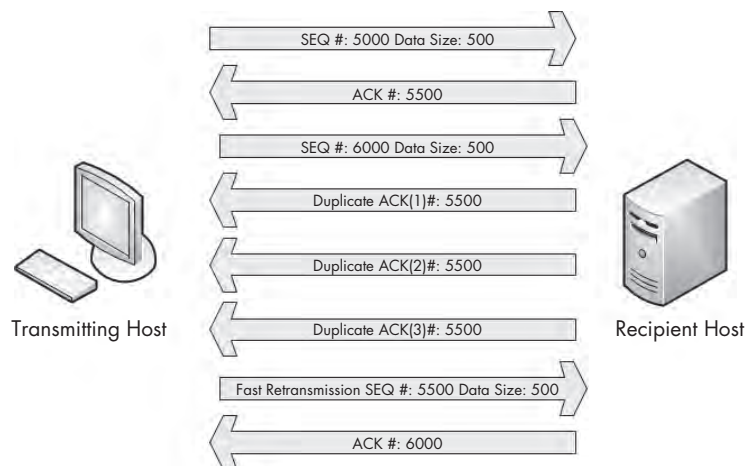 SEQ #: 5000 Data Size: 500
ACK #: 5500
SEQ #: 6000 Data Size: 500
Duplicate ACK(1)#: 5500
Duplicate ACK(2)#: 5500
Duplicate ACK(3)#: 5500
Transmitting Host
Recipient Host
Fast Retransmission SEQ #: 5500 Data Size: 500
ACK #: 6000